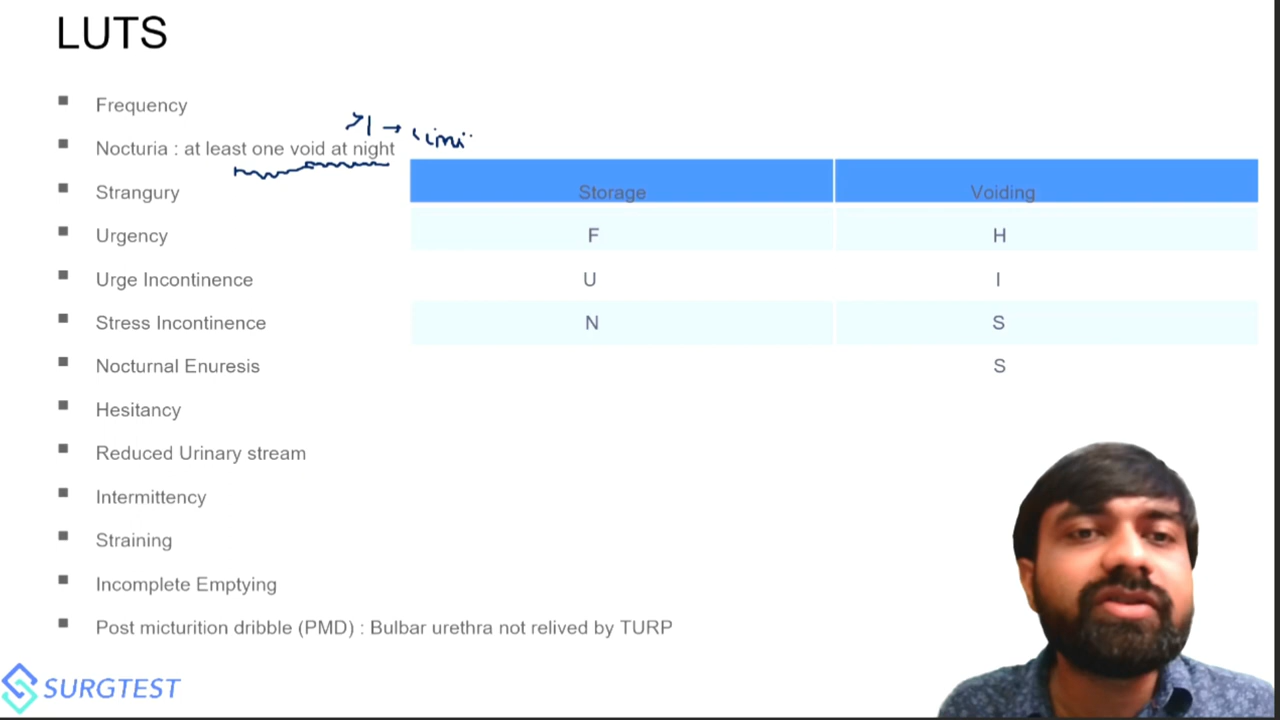 LUTS
Frequency
>1 →
Nocturia : at least one void at night
Strangury
Urgency
Urge Incontinence
Stress Incontinence
Nocturnal Enuresis
Hesitancy
Reduced Urinary stream
Intermittency
Straining
Incomplete Emptying
Post micturition dribble (PMD) : Bulbar urethra not relived by TURP
Storage Voiding
F H
U I
N S
S
SURGTEST